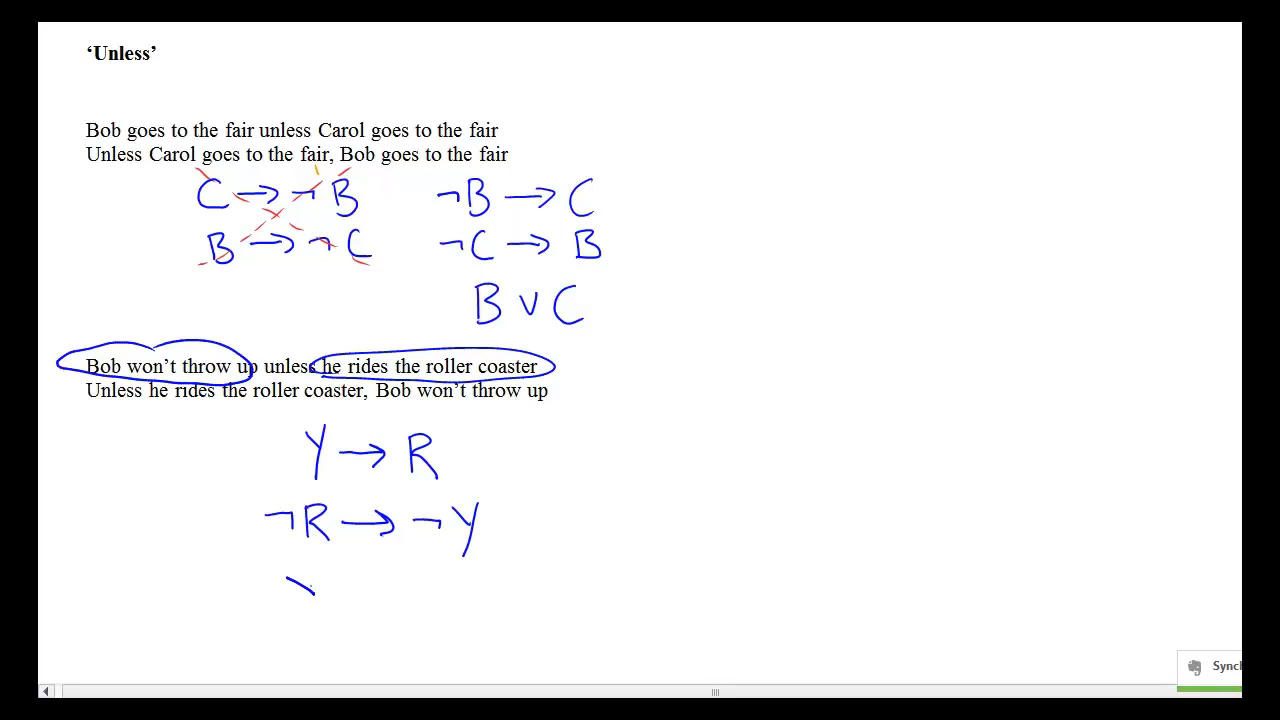 ‘Unless’
Bob goes to the fair unless Carol goes to the fair
Unless Carol goes to the fair, Bob goes to the fair
C → ¬B ¬B → C
B → ¬C ¬C → B
B ∨ C
Bob won’t throw up unless he rides the roller coaster
Unless he rides the roller coaster, Bob won’t throw up
Y → R
¬R → ¬Y